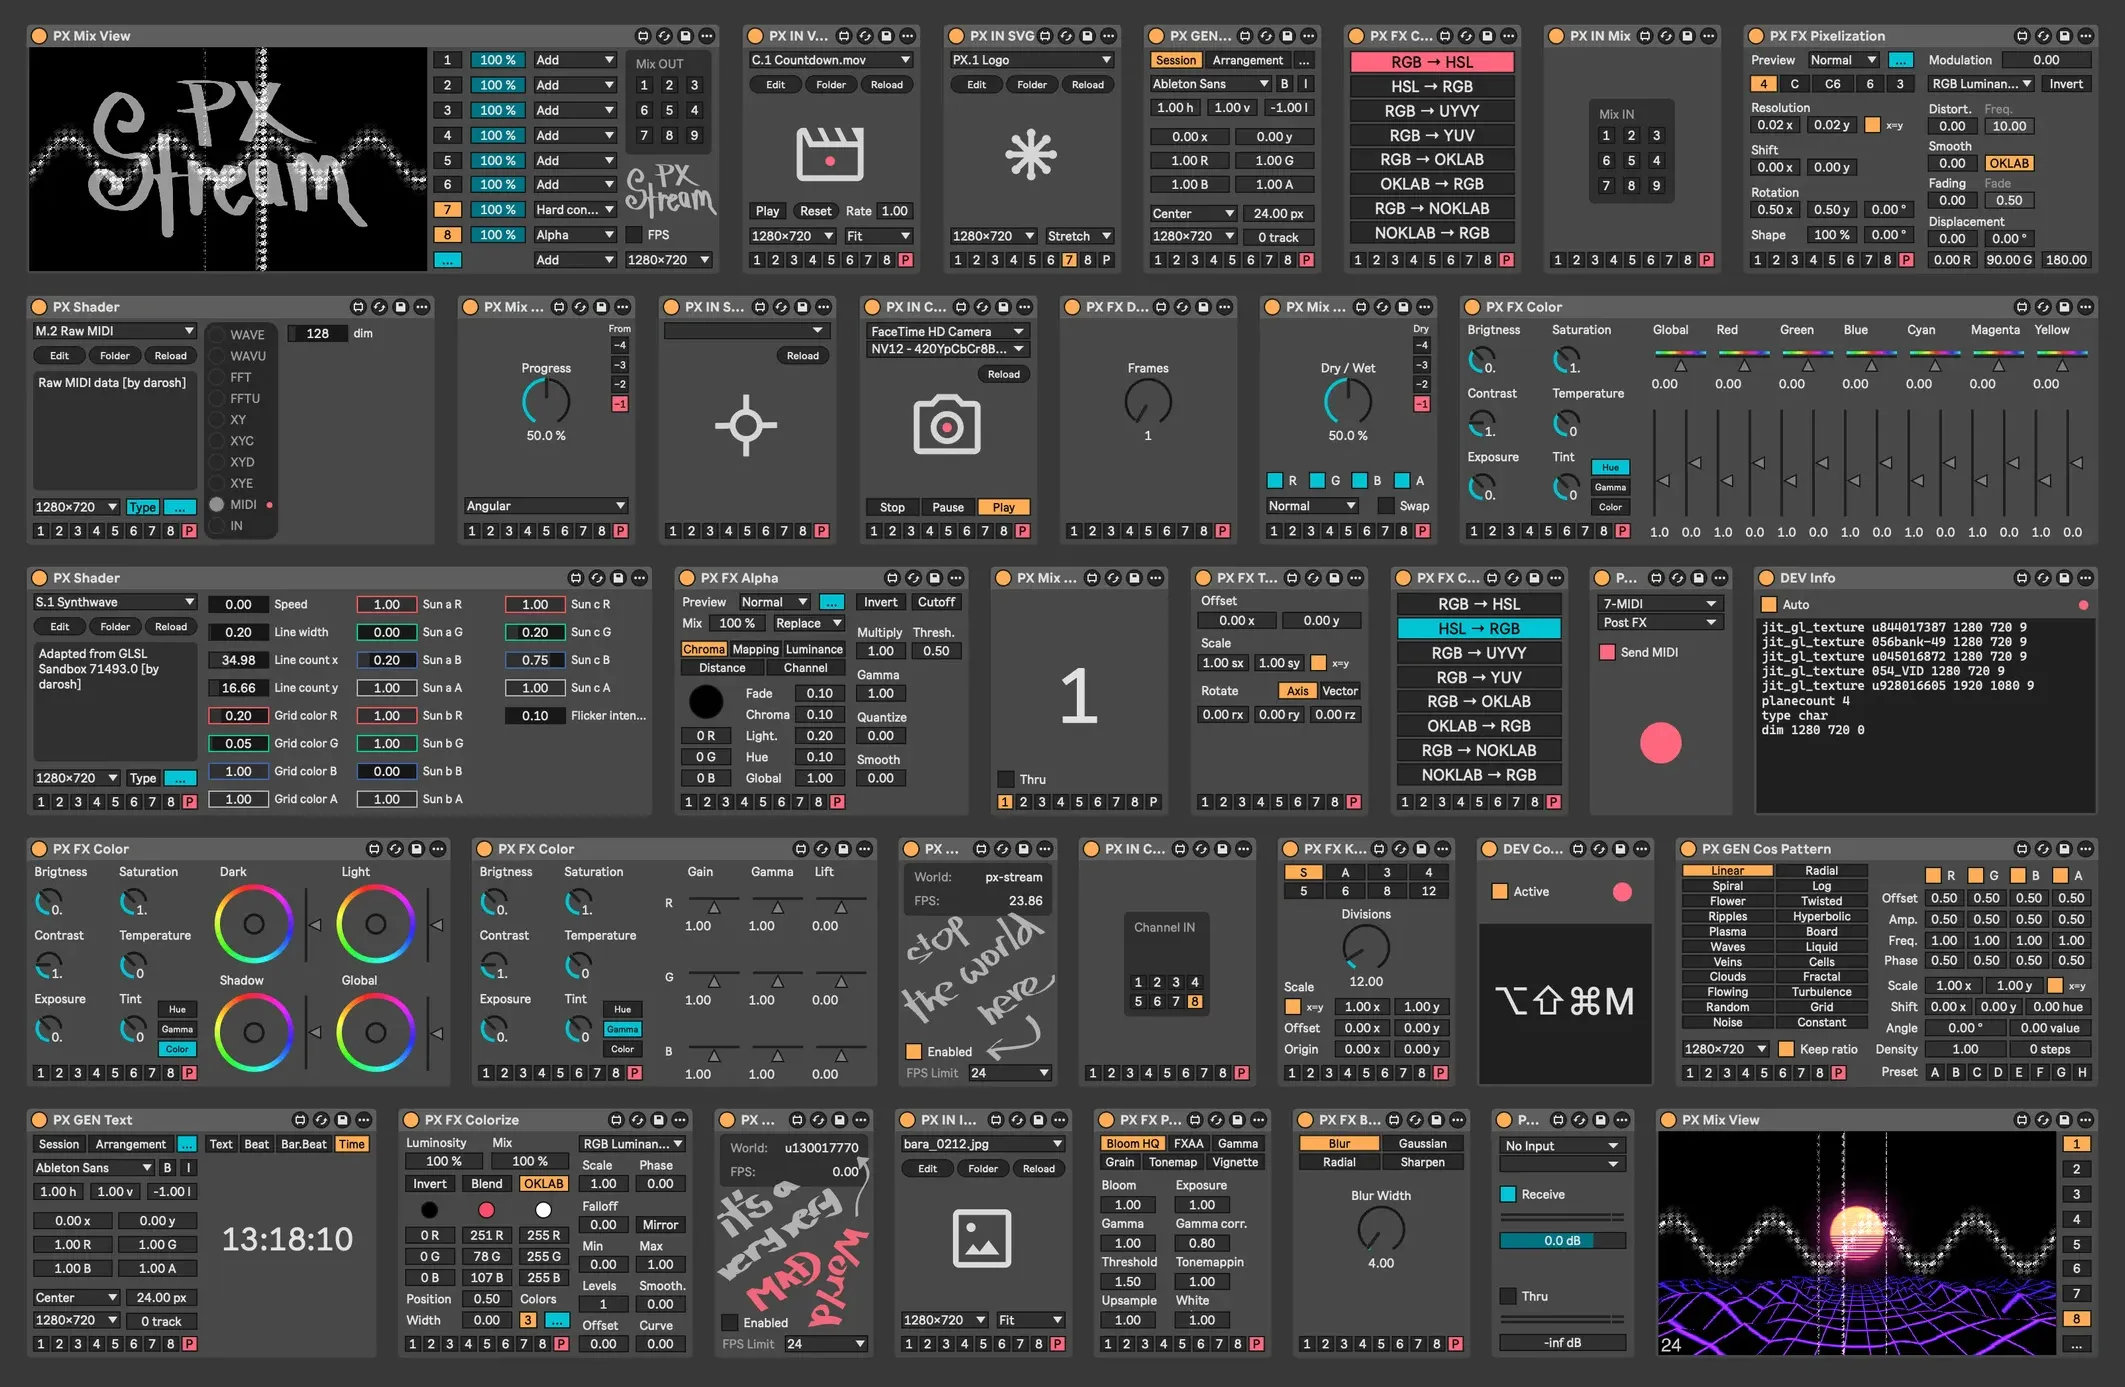 PX Mix View
PX
Stream
1 100 % Add
2 100 % Add
3 100 % Add
4 100 % Add
5 100 % Add
6 100 % Add
7 100 % Hard con...
8 100 % Alpha
... Add
Mix OUT
1 2 3
6 5 4
7 8 9
PX
Stream
FPS
1280×720
PX IN V...
C.1 Countdown.mov
Edit Folder Reload
Play Reset Rate 1.00
1280×720 Fit
1 2 3 4 5 6 7 8 P
PX IN SVG
PX.1 Logo
Edit Folder Reload
1280×720 Stretch
1 2 3 4 5 6 7 8 P
PX GEN...
Session Arrangement ...
Ableton Sans B I
1.00 h 1.00 v -1.00 l
0.00 x 0.00 y
1.00 R 1.00 G
1.00 B 1.00 A
Center 24.00 px
1280×720 0 track
1 2 3 4 5 6 7 8 P
PX FX C...
RGB → HSL
HSL → RGB
RGB → UYVY
RGB → YUV
RGB → OKLAB
OKLAB → RGB
RGB → NOKLAB
NOKLAB → RGB
1 2 3 4 5 6 7 8 P
PX IN Mix
Mix IN
1 2 3
6 5 4
7 8 9
1 2 3 4 5 6 7 8 P
PX FX Pixelization
Preview Normal ... Modulation 0.00
4 C C6 6 3 RGB Luminan... Invert
Resolution Distort. Freq.
0.02 x 0.02 y x=y 0.00 10.00
Shift Smooth
0.00 x 0.00 y 0.00 OKLAB
Rotation Fading Fade
0.50 x 0.50 y 0.00 ° 0.00 0.50
Displacement
Shape 100 % 0.00 ° 0.00 0.00 °
1 2 3 4 5 6 7 8 P 0.00 R 90.00 G 180.00
PX Shader
M.2 Raw MIDI
Edit Folder Reload
Raw MIDI data [by darosh]
1280×720 Type ...
1 2 3 4 5 6 7 8 P
WAVE
WAVU
FFT
FFTU
XY
XYC
XYD
XYE
MIDI
IN
128 dim
PX Mix ...
From
-4
-3
-2
-1
Progress
50.0 %
Angular
1 2 3 4 5 6 7 8 P
PX IN S...
Reload
1 2 3 4 5 6 7 8 P
PX IN C...
FaceTime HD Camera
NV12 - 420YpCbCr8B...
Reload
Stop Pause Play
1 2 3 4 5 6 7 8 P
PX FX D...
Frames
1
1 2 3 4 5 6 7 8 P
PX Mix ...
Dry
-4
-3
-2
-1
Dry / Wet
50.0 %
R G B A
Normal Swap
1 2 3 4 5 6 7 8 P
PX FX Color
Brigtness Saturation Global Red Green Blue Cyan Magenta Yellow
0. 1. 0.00 0.00 0.00 0.00 0.00 0.00 0.00
Contrast Temperature
1. 0
Exposure Tint Hue
0. 0 Gamma
Color
1 2 3 4 5 6 7 8 P 1.0 0.0 1.0 0.0 1.0 0.0 1.0 0.0 1.0 0.0 1.0 0.0 1.0 0.0
PX Shader
S.1 Synthwave
Edit Folder Reload
Adapted from GLSL
Sandbox 71493.0 [by
darosh]
1280×720 Type ...
1 2 3 4 5 6 7 8 P
0.00 Speed 1.00 Sun a R 1.00 Sun c R
0.20 Line width 0.00 Sun a G 0.20 Sun c G
34.98 Line count x 0.20 Sun a B 0.75 Sun c B
16.66 Line count y 1.00 Sun a A 1.00 Sun c A
0.20 Grid color R 1.00 Sun b R 0.10 Flicker inten...
0.05 Grid color G 1.00 Sun b G
1.00 Grid color B 0.00 Sun b B
1.00 Grid color A 1.00 Sun b A
PX FX Alpha
Preview Normal ... Invert Cutoff
Mix 100 % Replace Multiply Thresh.
Chroma Mapping Luminance 1.00 0.50
Distance Channel Gamma
Fade 0.10 1.00
Chroma 0.10 Quantize
0 R Light. 0.20 0.00
0 G Hue 0.10 Smooth
0 B Global 1.00 0.00
1 2 3 4 5 6 7 8 P
PX Mix ...
1
Thru
1 2 3 4 5 6 7 8 P
PX FX T...
Offset
0.00 x 0.00 y
Scale
1.00 sx 1.00 sy x=y
Rotate Axis Vector
0.00 rx 0.00 ry 0.00 rz
1 2 3 4 5 6 7 8 P
PX FX C...
RGB → HSL
HSL → RGB
RGB → UYVY
RGB → YUV
RGB → OKLAB
OKLAB → RGB
RGB → NOKLAB
NOKLAB → RGB
1 2 3 4 5 6 7 8 P
P...
7-MIDI
Post FX
Send MIDI
DEV Info
Auto
jit_gl_texture u844017387 1280 720 9
jit_gl_texture 056bank-49 1280 720 9
jit_gl_texture u045016872 1280 720 9
jit_gl_texture 054_VID 1280 720 9
jit_gl_texture u928016605 1920 1080 9
planecount 4
type char
dim 1280 720 0
PX FX Color
Brigtness Saturation Dark Light
0. 1.
Contrast Temperature
1. 0
Shadow Global
Exposure Tint Hue
0. 0 Gamma
Color
1 2 3 4 5 6 7 8 P
PX FX Color
Brigtness Saturation Gain Gamma Lift
0. 1. R 1.00 1.00 0.00
Contrast Temperature
1. 0 G 1.00 1.00 0.00
Exposure Tint Hue
0. 0 Gamma
Color B 1.00 1.00 0.00
1 2 3 4 5 6 7 8 P
PX ...
World: px-stream
FPS: 23.86
stop
the world
here
Enabled
FPS Limit 24
PX IN C...
Channel IN
1 2 3 4
5 6 7 8
1 2 3 4 5 6 7 8 P
PX FX K...
S A 3 4
5 6 8 12
Divisions
12.00
Scale
x=y 1.00 x 1.00 y
Offset 0.00 x 0.00 y
Origin 0.00 x 0.00 y
1 2 3 4 5 6 7 8 P
DEV Co...
Active
⌥⇧⌘M
PX GEN Cos Pattern
Linear Radial
Spiral Log
Flower Twisted
Ripples Hyperbolic
Plasma Board
Waves Liquid
Veins Cells
Clouds Fractal
Flowing Turbulence
Random Grid
Noise Constant
1280×720 Keep ratio
1 2 3 4 5 6 7 8 P
R G B A
Offset 0.50 0.50 0.50 0.50
Amp. 0.50 0.50 0.50 0.50
Freq. 1.00 1.00 1.00 1.00
Phase 0.50 0.50 0.50 0.50
Scale 1.00 x 1.00 y x=y
Shift 0.00 x 0.00 y 0.00 hue
Angle 0.00 ° 0.00 value
Density 1.00 0 steps
Preset A B C D E F G H
PX GEN Text
Session Arrangement ... Text Beat Bar.Beat Time
Ableton Sans B I
1.00 h 1.00 v -1.00 l
0.00 x 0.00 y
1.00 R 1.00 G
1.00 B 1.00 A
Center 24.00 px
1280×720 0 track
1 2 3 4 5 6 7 8 P
13:18:10
PX FX Colorize
Luminosity Mix RGB Luminan...
100 % 100 % Scale Phase
Invert Blend OKLAB 1.00 0.00
Falloff
0.00 Mirror
0 R 251 R 255 R Min Max
0 G 78 G 255 G 0.00 1.00
0 B 107 B 255 B Levels Smooth.
Position 0.50 Colors 1 0.00
Width 0.00 3 ... Offset Curve
1 2 3 4 5 6 7 8 P 0.00 0.00
PX ...
World: u130017770
FPS: 0.00
it's a
very very
MAD
World
Enabled
FPS Limit 24
PX IN I...
bara_0212.jpg
Edit Folder Reload
1280×720 Fit
1 2 3 4 5 6 7 8 P
PX FX P...
Bloom HQ FXAA Gamma
Grain Tonemap Vignette
Bloom Exposure
1.00 1.00
Gamma Gamma corr.
1.00 0.80
Threshold Tonemappin
1.50 1.00
Upsample White
1.00 1.00
1 2 3 4 5 6 7 8 P
PX FX B...
Blur Gaussian
Radial Sharpen
Blur Width
4.00
1 2 3 4 5 6 7 8 P
P...
No Input
Receive
0.0 dB
Thru
-inf dB
PX Mix View
24
1
2
3
4
5
6
7
8
...